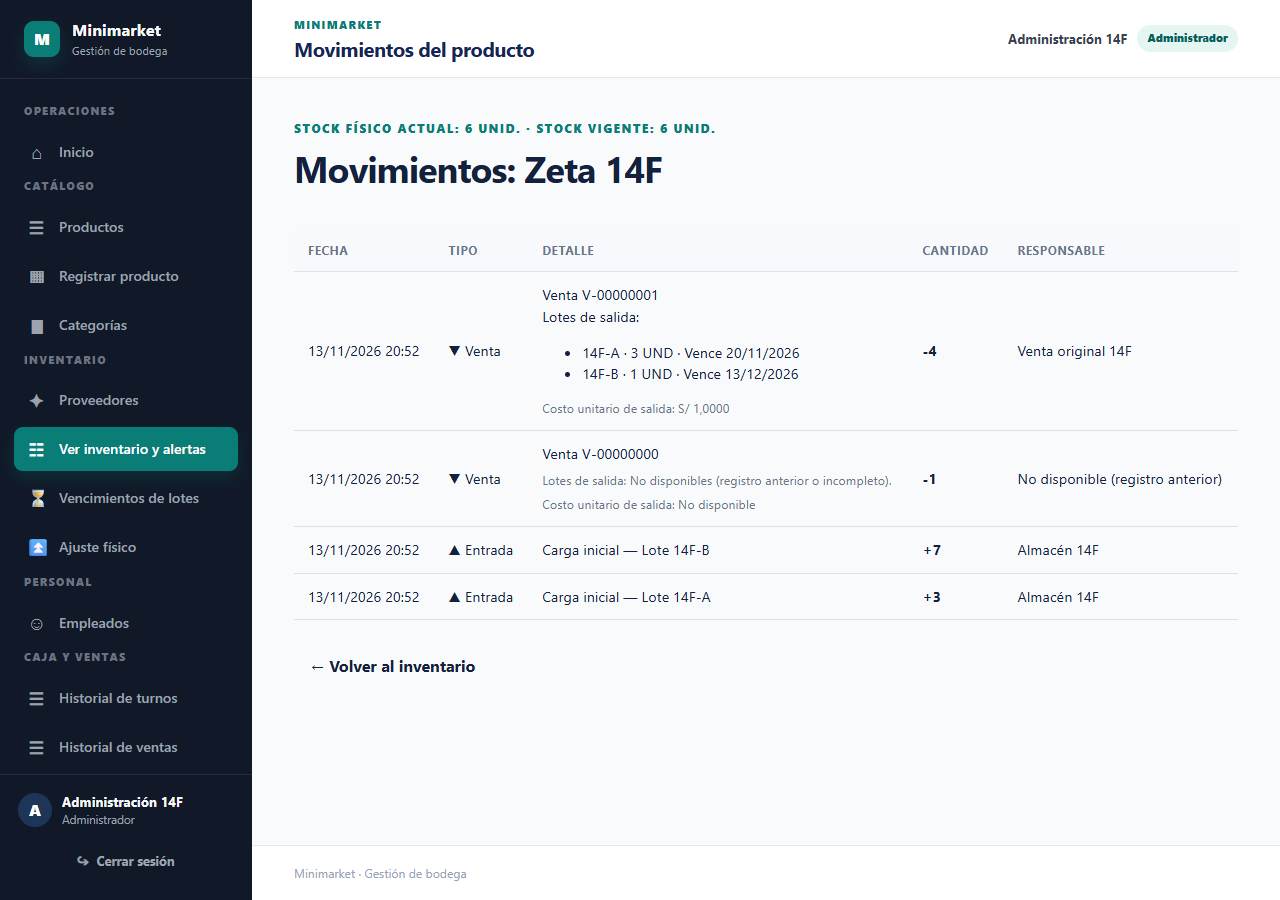 M
Minimarket
Gestión de bodega
OPERACIONES
Inicio
CATÁLOGO
Productos
Registrar producto
Categorías
INVENTARIO
Proveedores
Ver inventario y alertas
Vencimientos de lotes
Ajuste físico
PERSONAL
Empleados
CAJA Y VENTAS
Historial de turnos
Historial de ventas
A
Administración 14F
Administrador
↪ Cerrar sesión
MINIMARKET
Movimientos del producto
Administración 14F Administrador
STOCK FÍSICO ACTUAL: 6 UNID. · STOCK VIGENTE: 6 UNID.
Movimientos: Zeta 14F
FECHA TIPO DETALLE CANTIDAD RESPONSABLE
Venta V-00000001
Lotes de salida:
13/11/2026 20:52 ▼ Venta -4 Venta original 14F
• 14F-A · 3 UND · Vence 20/11/2026
• 14F-B · 1 UND · Vence 13/12/2026
Costo unitario de salida: S/ 1,0000
Venta V-00000000
13/11/2026 20:52 ▼ Venta Lotes de salida: No disponibles (registro anterior o incompleto). -1 No disponible (registro anterior)
Costo unitario de salida: No disponible
13/11/2026 20:52 ▲ Entrada Carga inicial — Lote 14F-B +7 Almacén 14F
13/11/2026 20:52 ▲ Entrada Carga inicial — Lote 14F-A +3 Almacén 14F
← Volver al inventario
Minimarket · Gestión de bodega